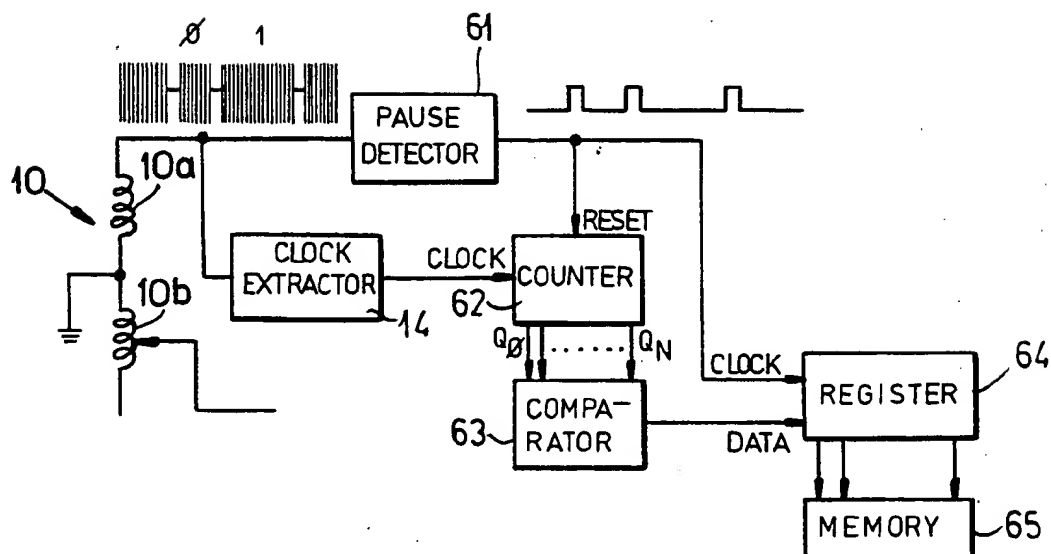 Ø 1
61
PAUSE
DETECTOR
10
10a
RESET
CLOCK
EXTRACTOR
14
CLOCK
COUNTER
62
10b
QØ ...... QN
CLOCK
64
REGISTER
COMPA-
RATOR
63
DATA
MEMORY
65